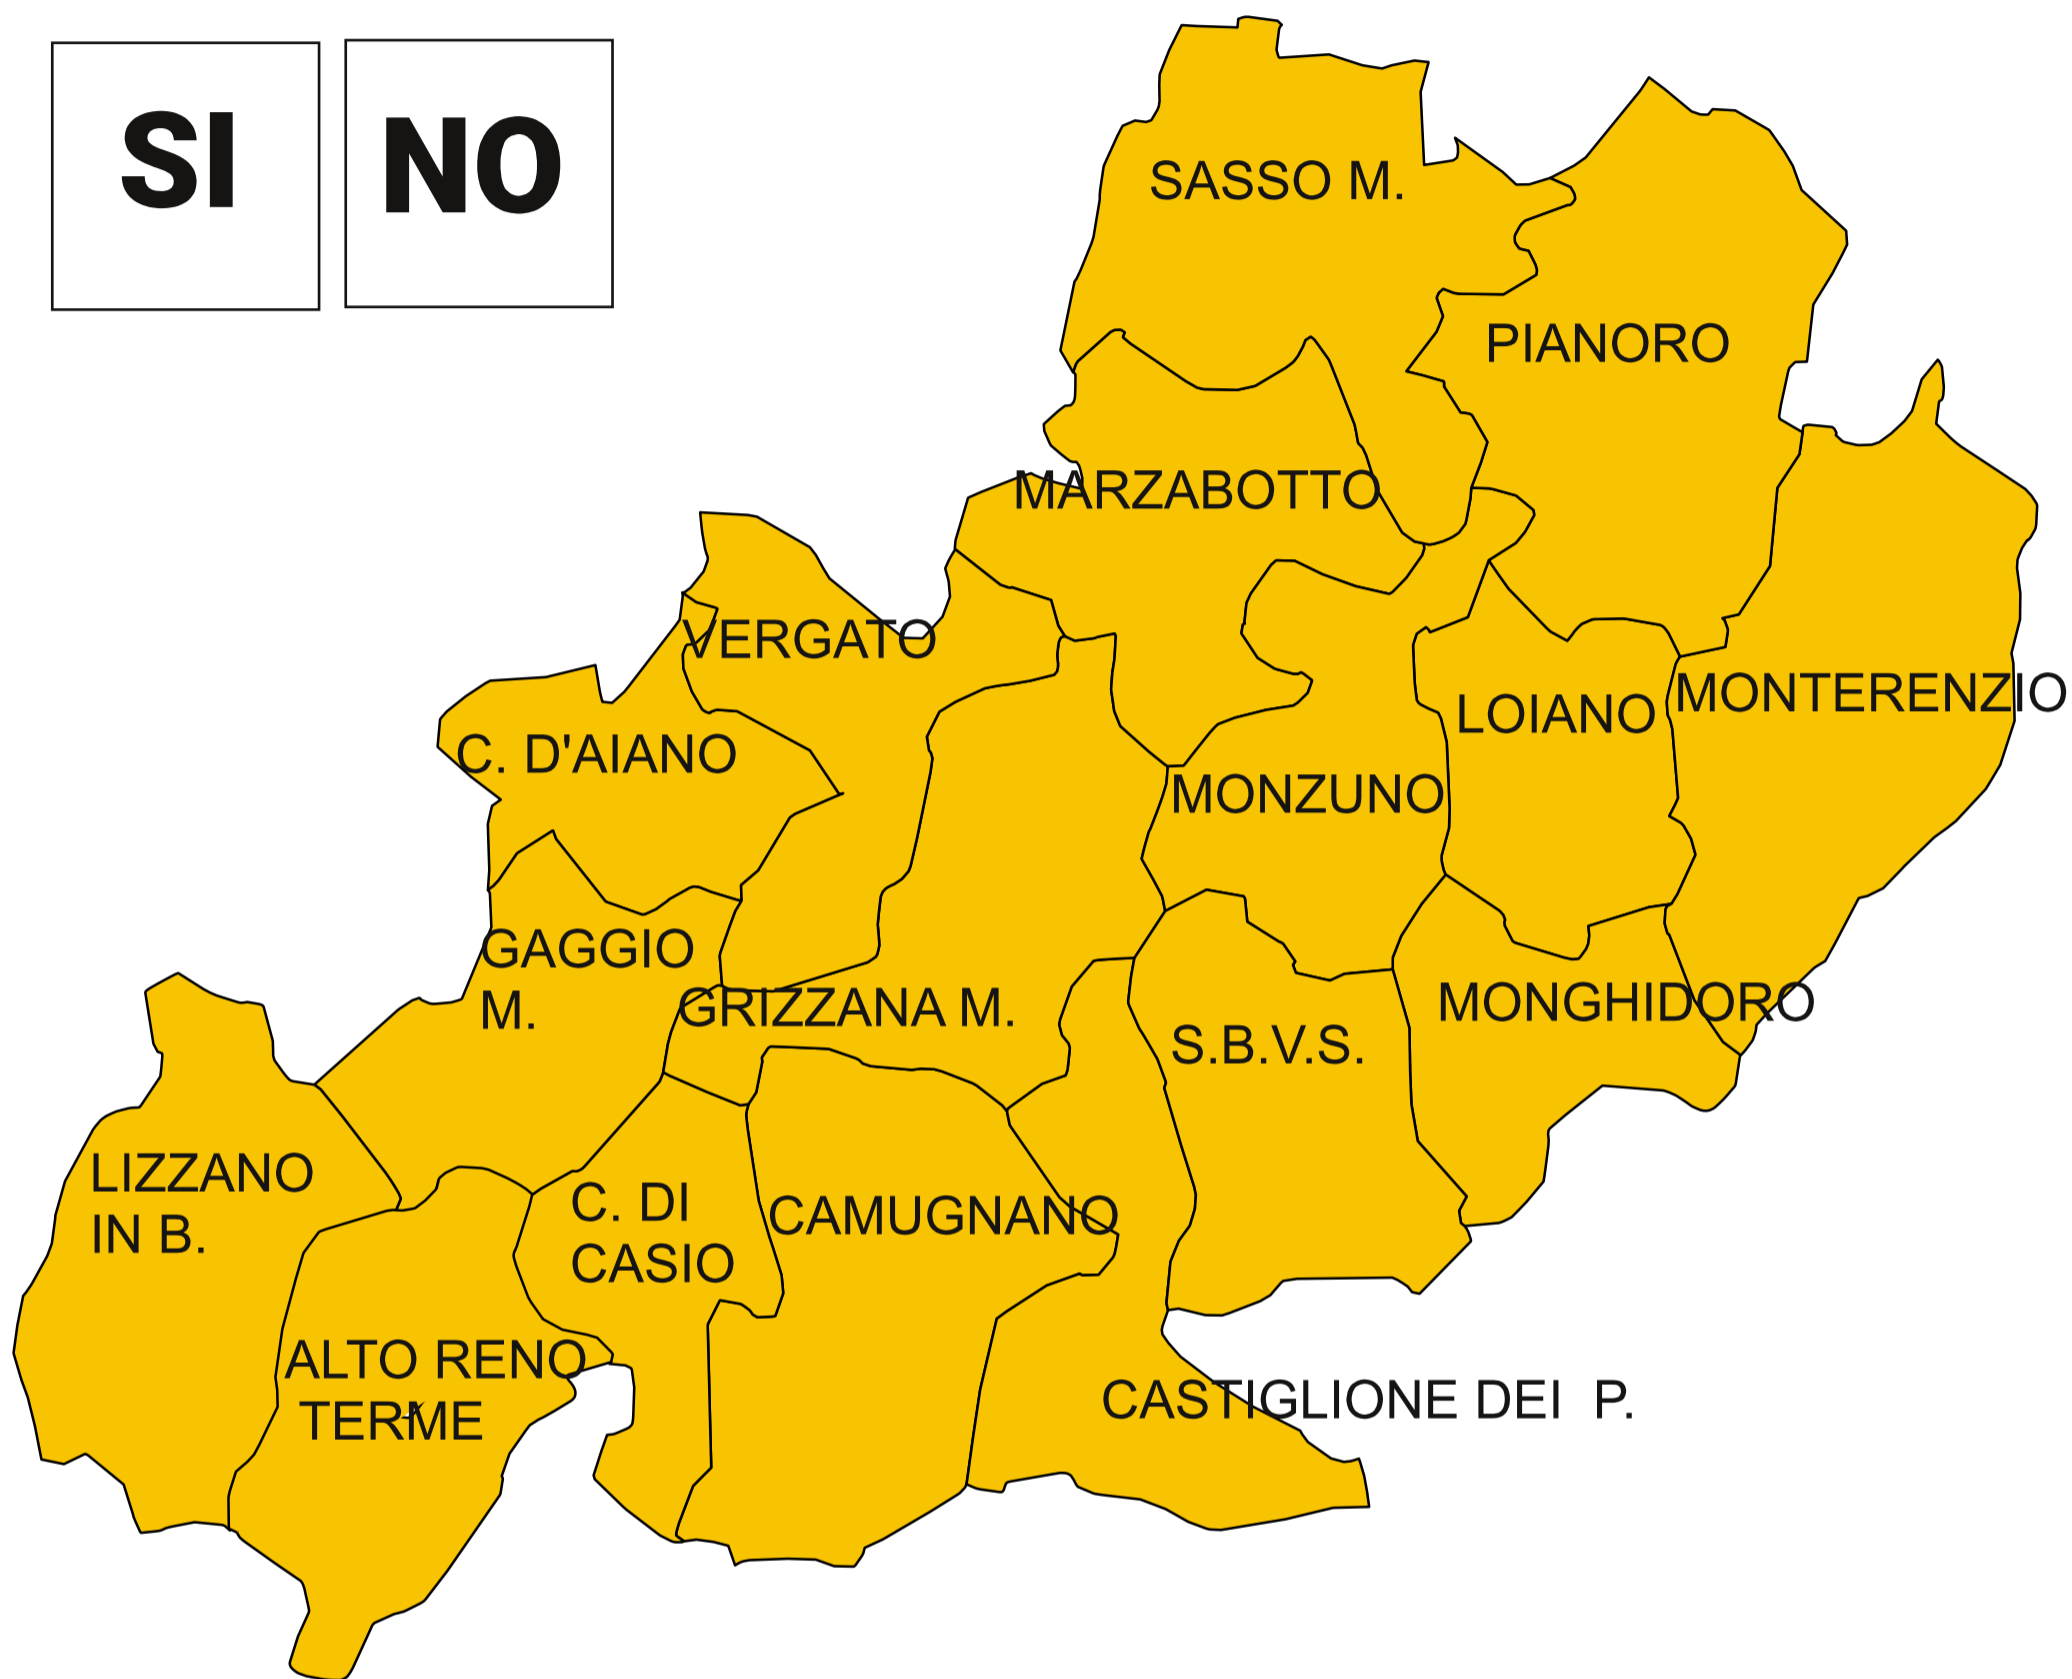 SI
NO
SASSO M.
PIANORO
MARZABOTTO
VERGATO
MONTERENZIO
LOIANO
C. D'AIANO
MONZUNO
GAGGIO
M.
GRIZZANA M.
MONGHIDORO
S.B.V.S.
LIZZANO
IN B.
C. DI
CASIO
CAMUGNANO
ALTO RENO
TERME
CASTIGLIONE DEI P.